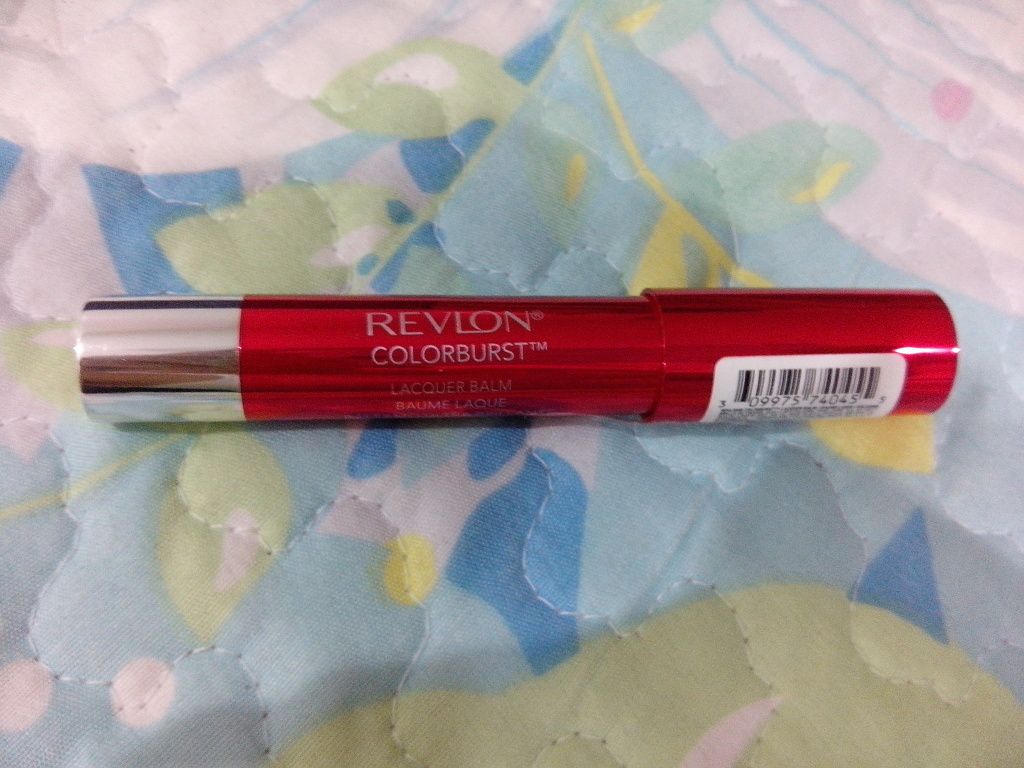 REVLON®
COLORBURST™
LACQUER BALM
BAUME LAQUE
3 09975 74045 5